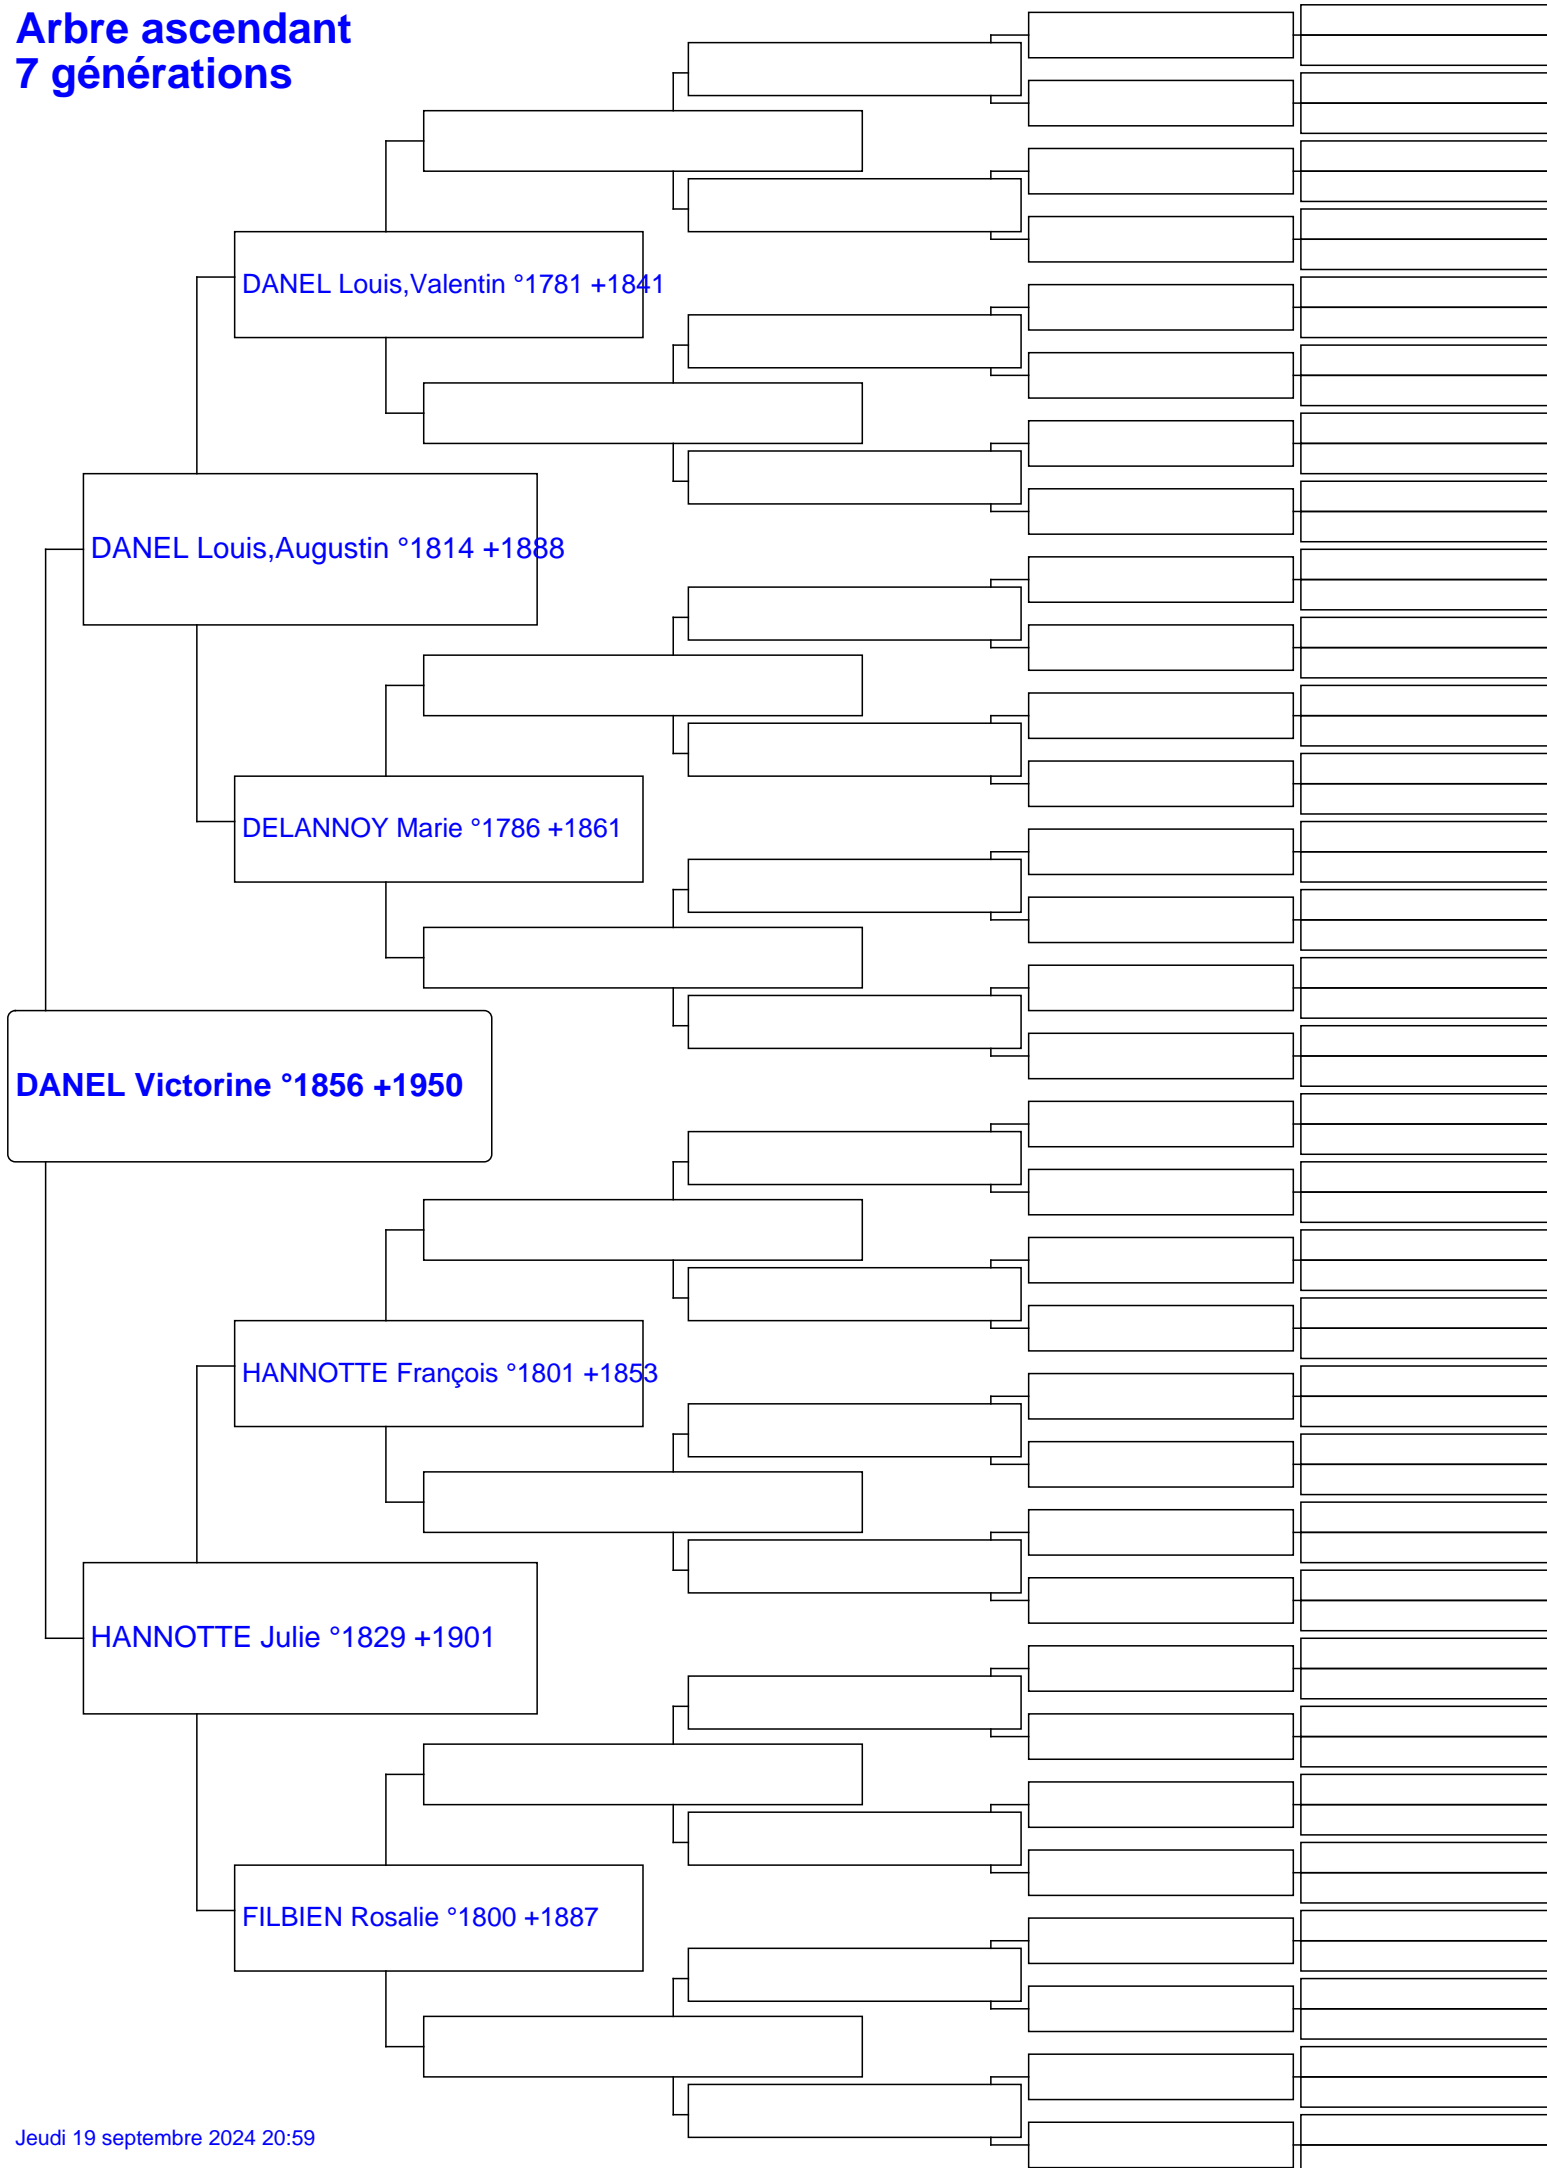 Arbre ascendant
7 générations
DANEL Louis,Valentin °1781 +1841
DANEL Louis,Augustin °1814 +1888
DELANNOY Marie °1786 +1861
DANEL Victorine °1856 +1950
HANNOTTE François °1801 +1853
HANNOTTE Julie °1829 +1901
FILBIEN Rosalie °1800 +1887
Jeudi 19 septembre 2024 20:59